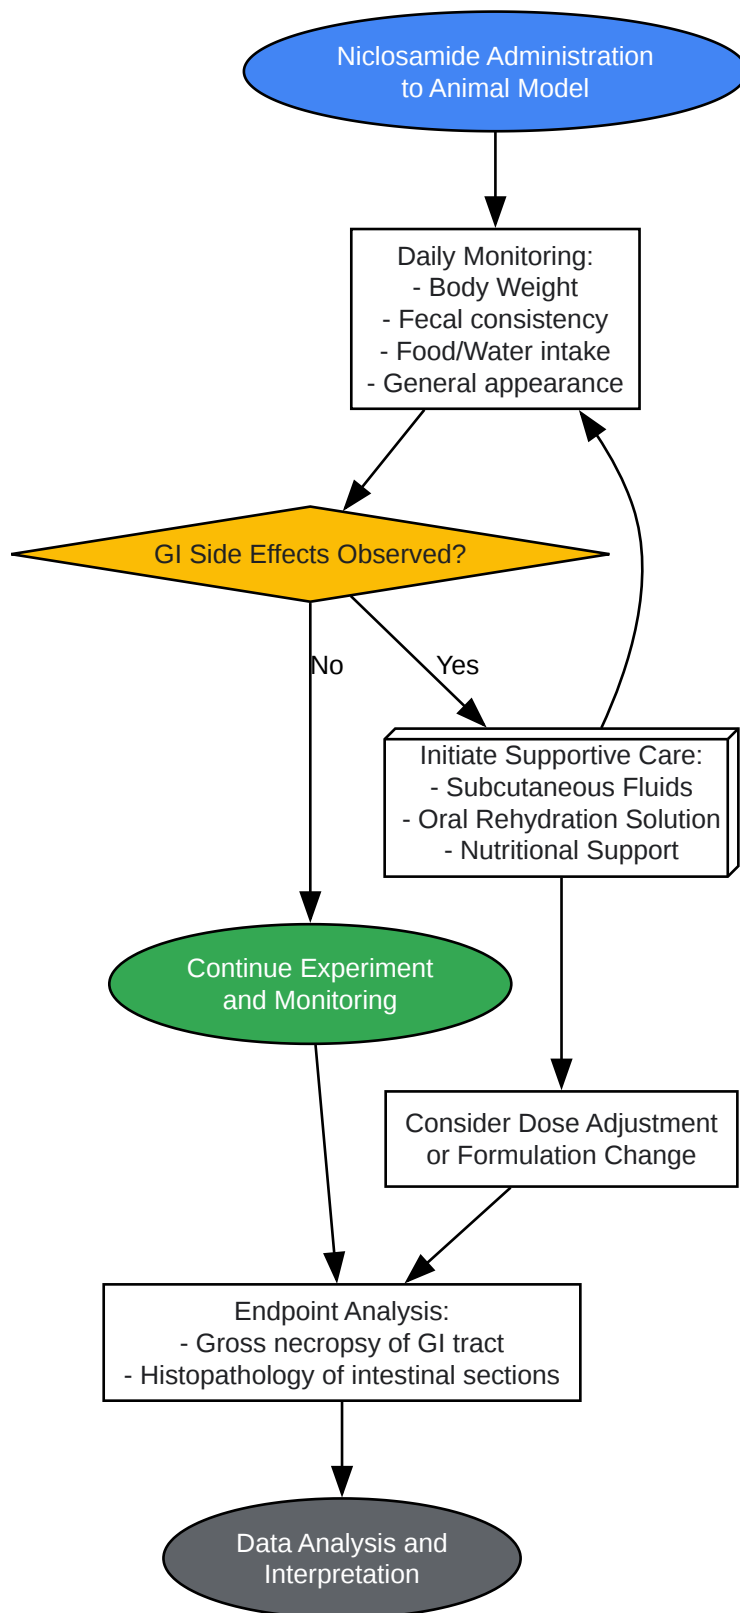 Niclosamide Administration
to Animal Model
Daily Monitoring:
- Body Weight
- Fecal consistency
- Food/Water intake
- General appearance
GI Side Effects Observed?
No
Yes
Initiate Supportive Care:
- Subcutaneous Fluids
- Oral Rehydration Solution
- Nutritional Support
Continue Experiment
and Monitoring
Consider Dose Adjustment
or Formulation Change
Endpoint Analysis:
- Gross necropsy of GI tract
- Histopathology of intestinal sections
Data Analysis and
Interpretation